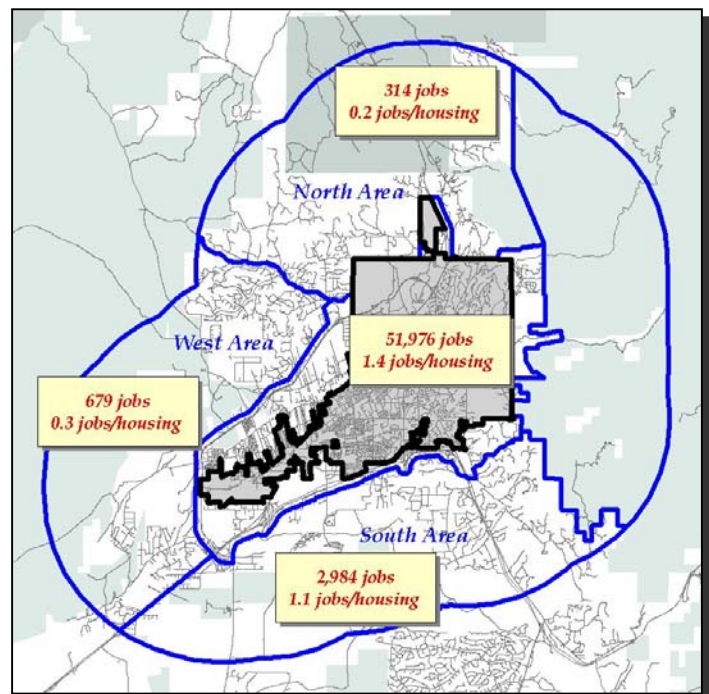 314 jobs
0.2 jobs/housing
North Area
51,976 jobs
1.4 jobs/housing
West Area
679 jobs
0.3 jobs/housing
South Area
2,984 jobs
1.1 jobs/housing